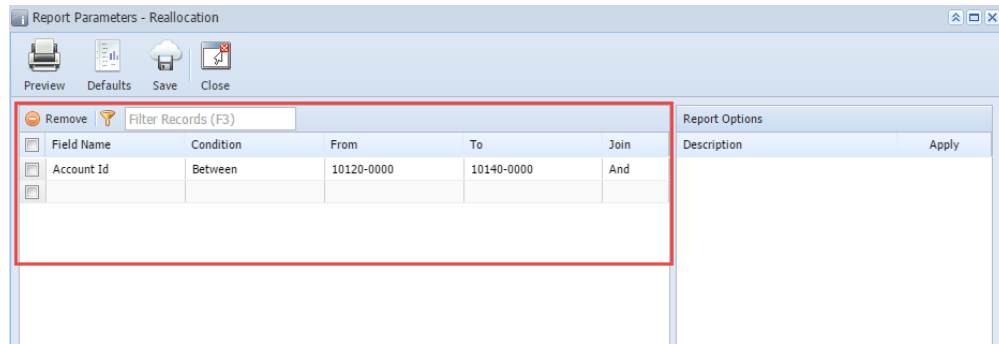 Report Parameters - Reallocation
Preview Defaults Save Close
Remove Filter Records (F3) Report Options
Field Name Condition From To Join Description Apply
Account Id Between 10120-0000 10140-0000 And